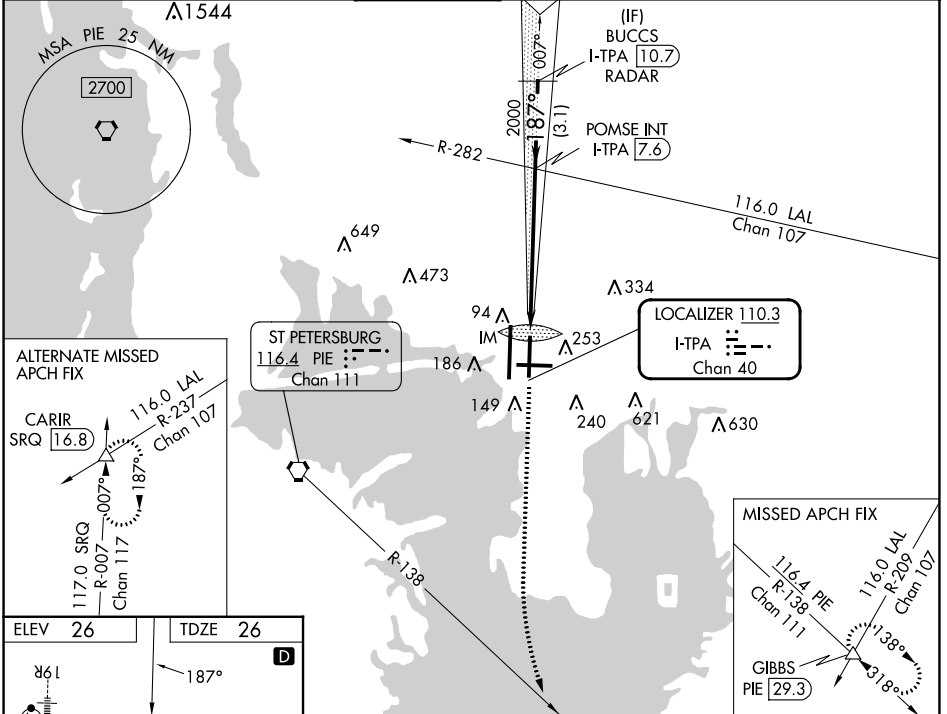 1544
MSA PIE 25 NM
2700
(IF)
BUCCS
I-TPA 10.7
RADAR
007°
2000
187°
(3.1)
POMSE INT
I-TPA 7.6
R-282
116.0 LAL
Chan 107
649
473
334
94
IM
253
186
149
240
621
630
LOCALIZER 110.3
I-TPA
Chan 40
ST PETERSBURG
116.4 PIE
Chan 111
R-138
ALTERNATE MISSED
APCH FIX
CARIR
SRQ 16.8
116.0 LAL
R-237
Chan 107
007°
187°
117.0 SRQ
R-007
Chan 117
MISSED APCH FIX
116.4 PIE
R-138
Chan 111
116.0 LAL
R-209
Chan 107
138°
318°
GIBBS
PIE 29.3
ELEV 26
TDZE 26
D
187°
19R